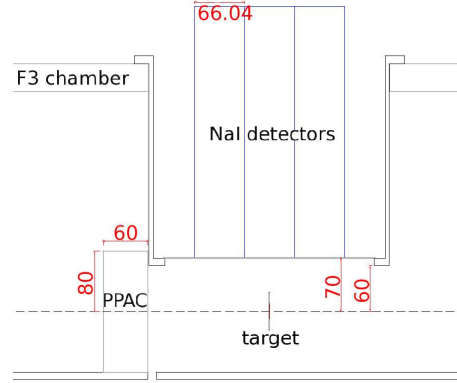 66.04
F3 chamber
NaI detectors
60
80
PPAC
70
60
target